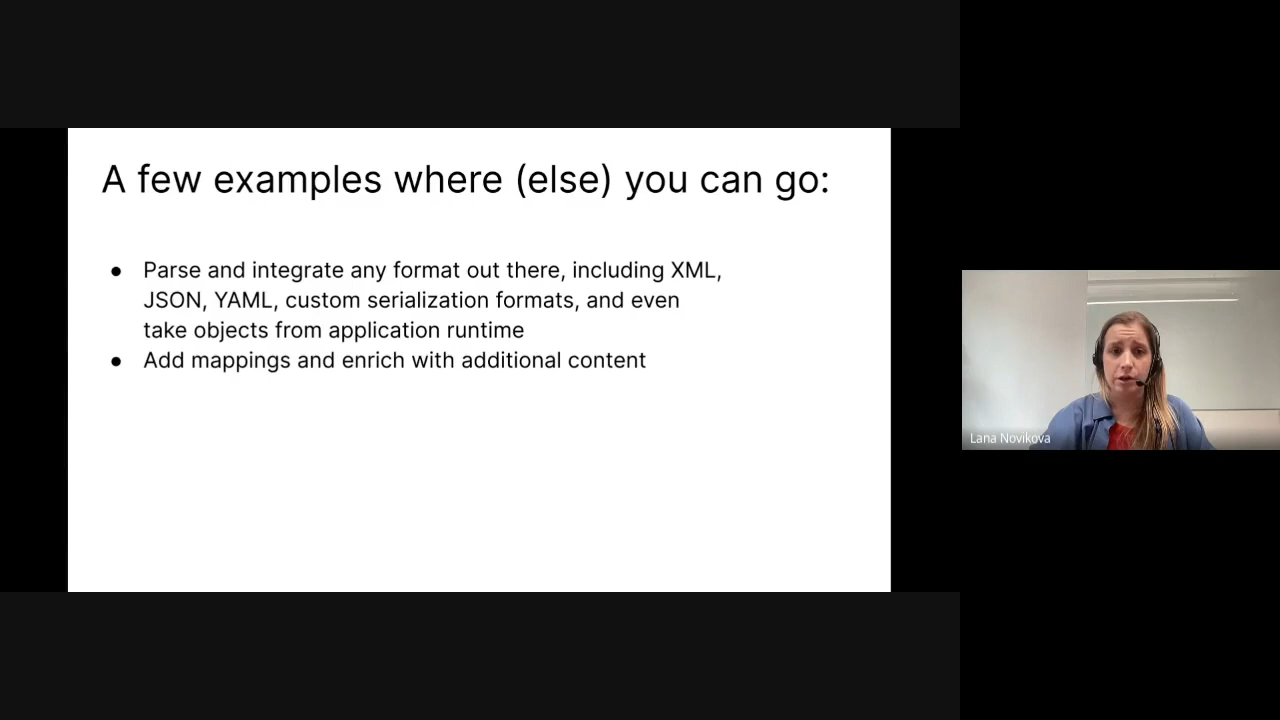 A few examples where (else) you can go:
● Parse and integrate any format out there, including XML,
JSON, YAML, custom serialization formats, and even
take objects from application runtime
● Add mappings and enrich with additional content
Lana Novikova